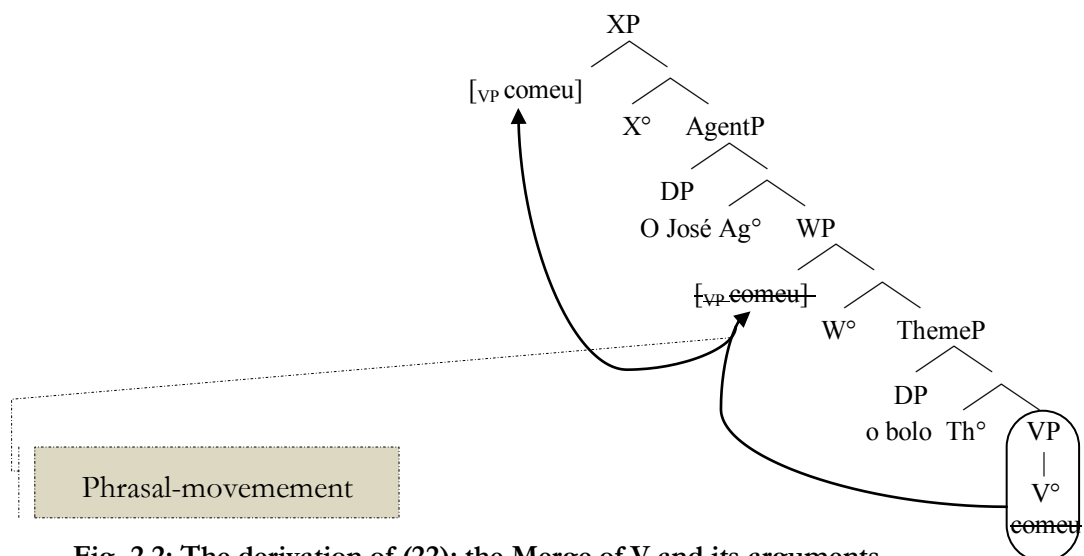 XP
[VP comeu]
X° AgentP
DP
O José Ag° WP
[VP comeu]
W° ThemeP
DP
o bolo Th° VP
V°
comeu
Phrasal-movemement
Fig. 2.2: The derivation of (22): the Merge of V and its arguments